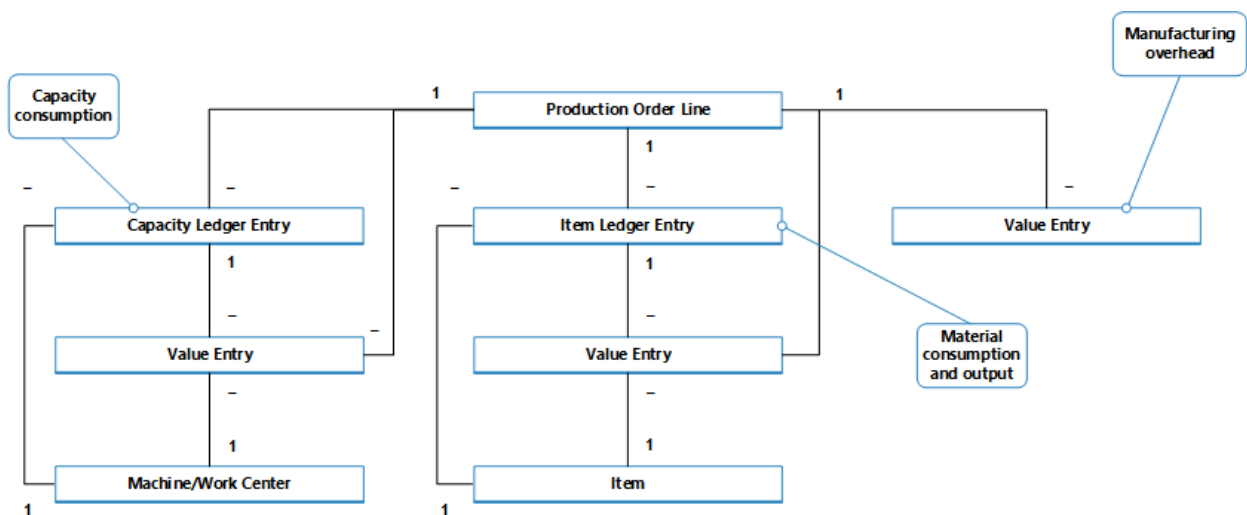 Manufacturing
overhead
Capacity
consumption
1
Production Order Line
1
1
–
–
–
–
–
Capacity Ledger Entry
Item Ledger Entry
Value Entry
1
1
–
–
–
Value Entry
Value Entry
Material
consumption
and output
–
–
1
1
Machine/Work Center
Item
1
1